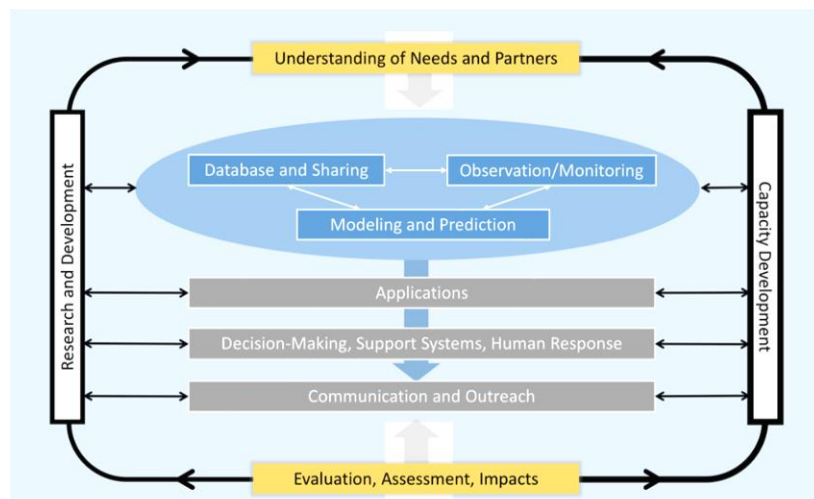 Understanding of Needs and Partners
Research and Development
Database and Sharing
Observation/Monitoring
Modeling and Prediction
Capacity Development
Applications
Decision-Making, Support Systems, Human Response
Communication and Outreach
Evaluation, Assessment, Impacts